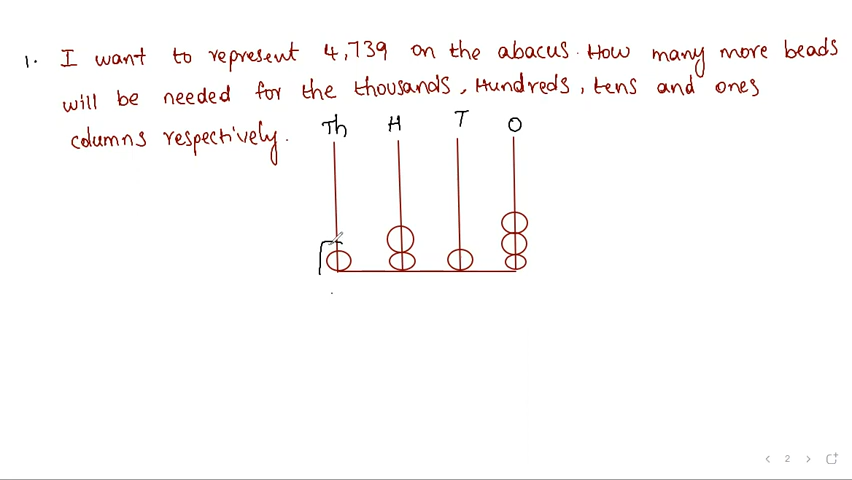 1. I want to represent 4,739 on the abacus. How many more beads
will be needed for the thousands, Hundreds, tens and ones
columns respectively.
Th H T O
2